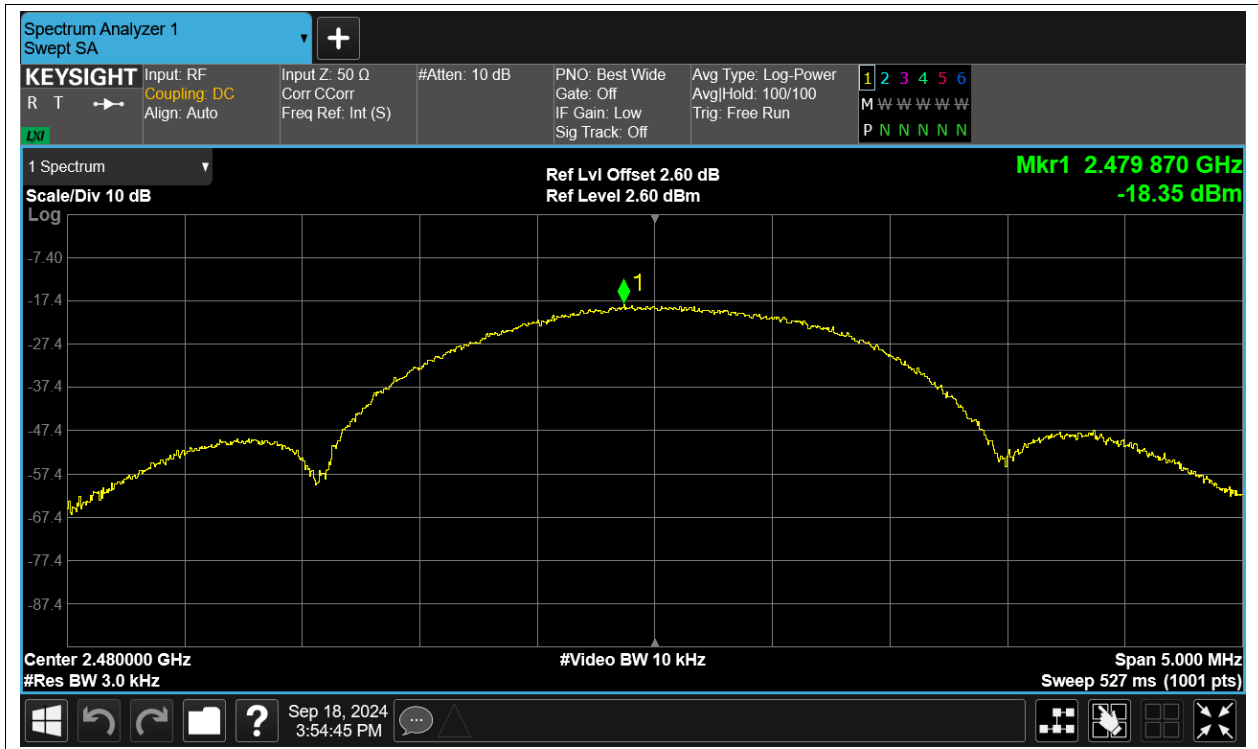 Spectrum Analyzer 1
Swept SA
KEYSIGHT
R T
LXI
Input: RF
Coupling: DC
Align: Auto
Input Z: 50 Ω
Corr CCorr
Freq Ref: Int (S)
#Atten: 10 dB
PNO: Best Wide
Gate: Off
IF Gain: Low
Sig Track: Off
Avg Type: Log-Power
Avg|Hold: 100/100
Trig: Free Run
1 2 3 4 5 6
M W W W W W
P N N N N N
1 Spectrum
Scale/Div 10 dB
Ref Lvl Offset 2.60 dB
Ref Level 2.60 dBm
Mkr1 2.479 870 GHz
-18.35 dBm
Log
-7.40
-17.4
-27.4
-37.4
-47.4
-57.4
-67.4
-77.4
-87.4
1
Center 2.480000 GHz
#Video BW 10 kHz
Span 5.000 MHz
#Res BW 3.0 kHz
Sweep 527 ms (1001 pts)
?
Sep 18, 2024
3:54:45 PM